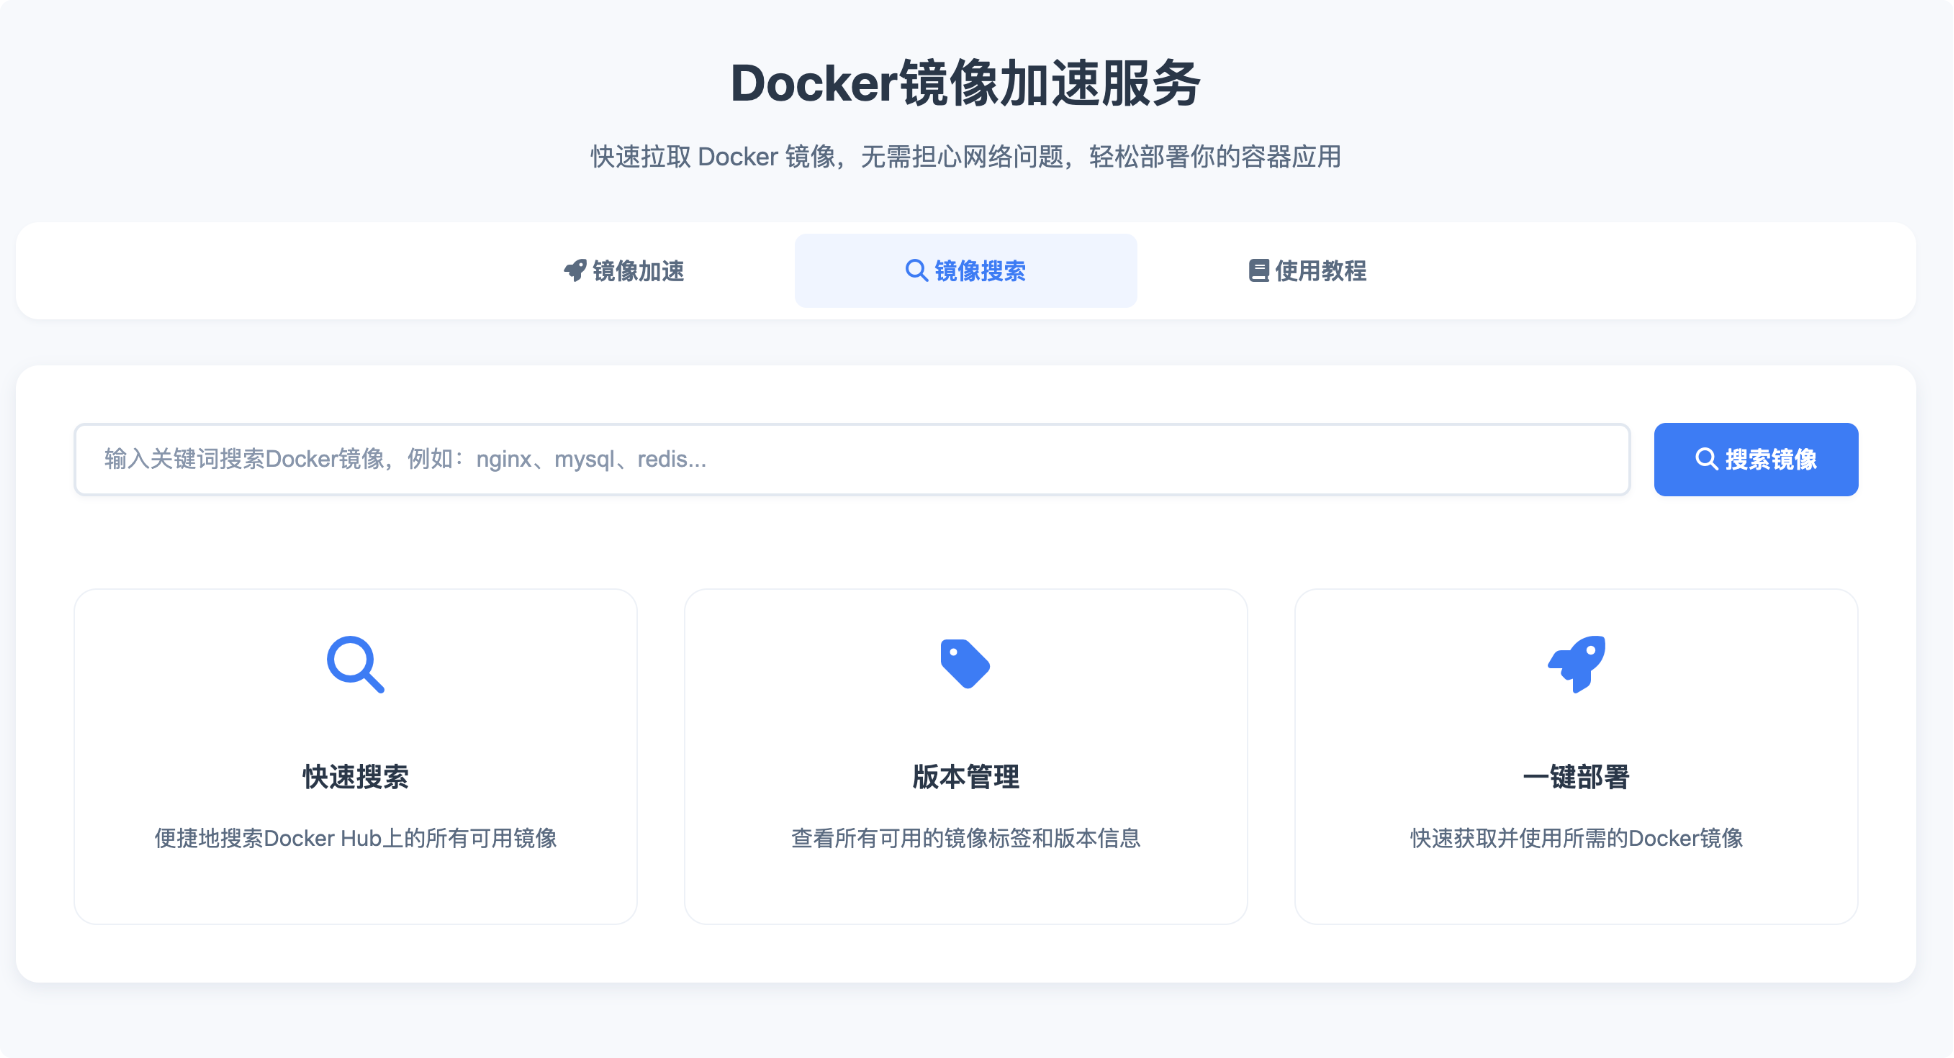 Docker镜像加速服务
快速拉取 Docker 镜像，无需担心网络问题，轻松部署你的容器应用
镜像加速
镜像搜索
使用教程
输入关键词搜索Docker镜像，例如：nginx、mysql、redis...
搜索镜像
快速搜索
便捷地搜索Docker Hub上的所有可用镜像
版本管理
查看所有可用的镜像标签和版本信息
一键部署
快速获取并使用所需的Docker镜像